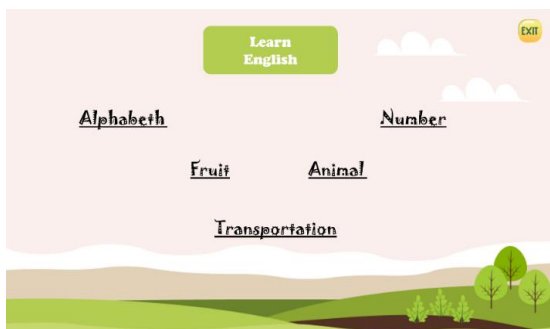 Learn
English
EXIT
Alphabeth
Number
Fruit
Animal
Transportation